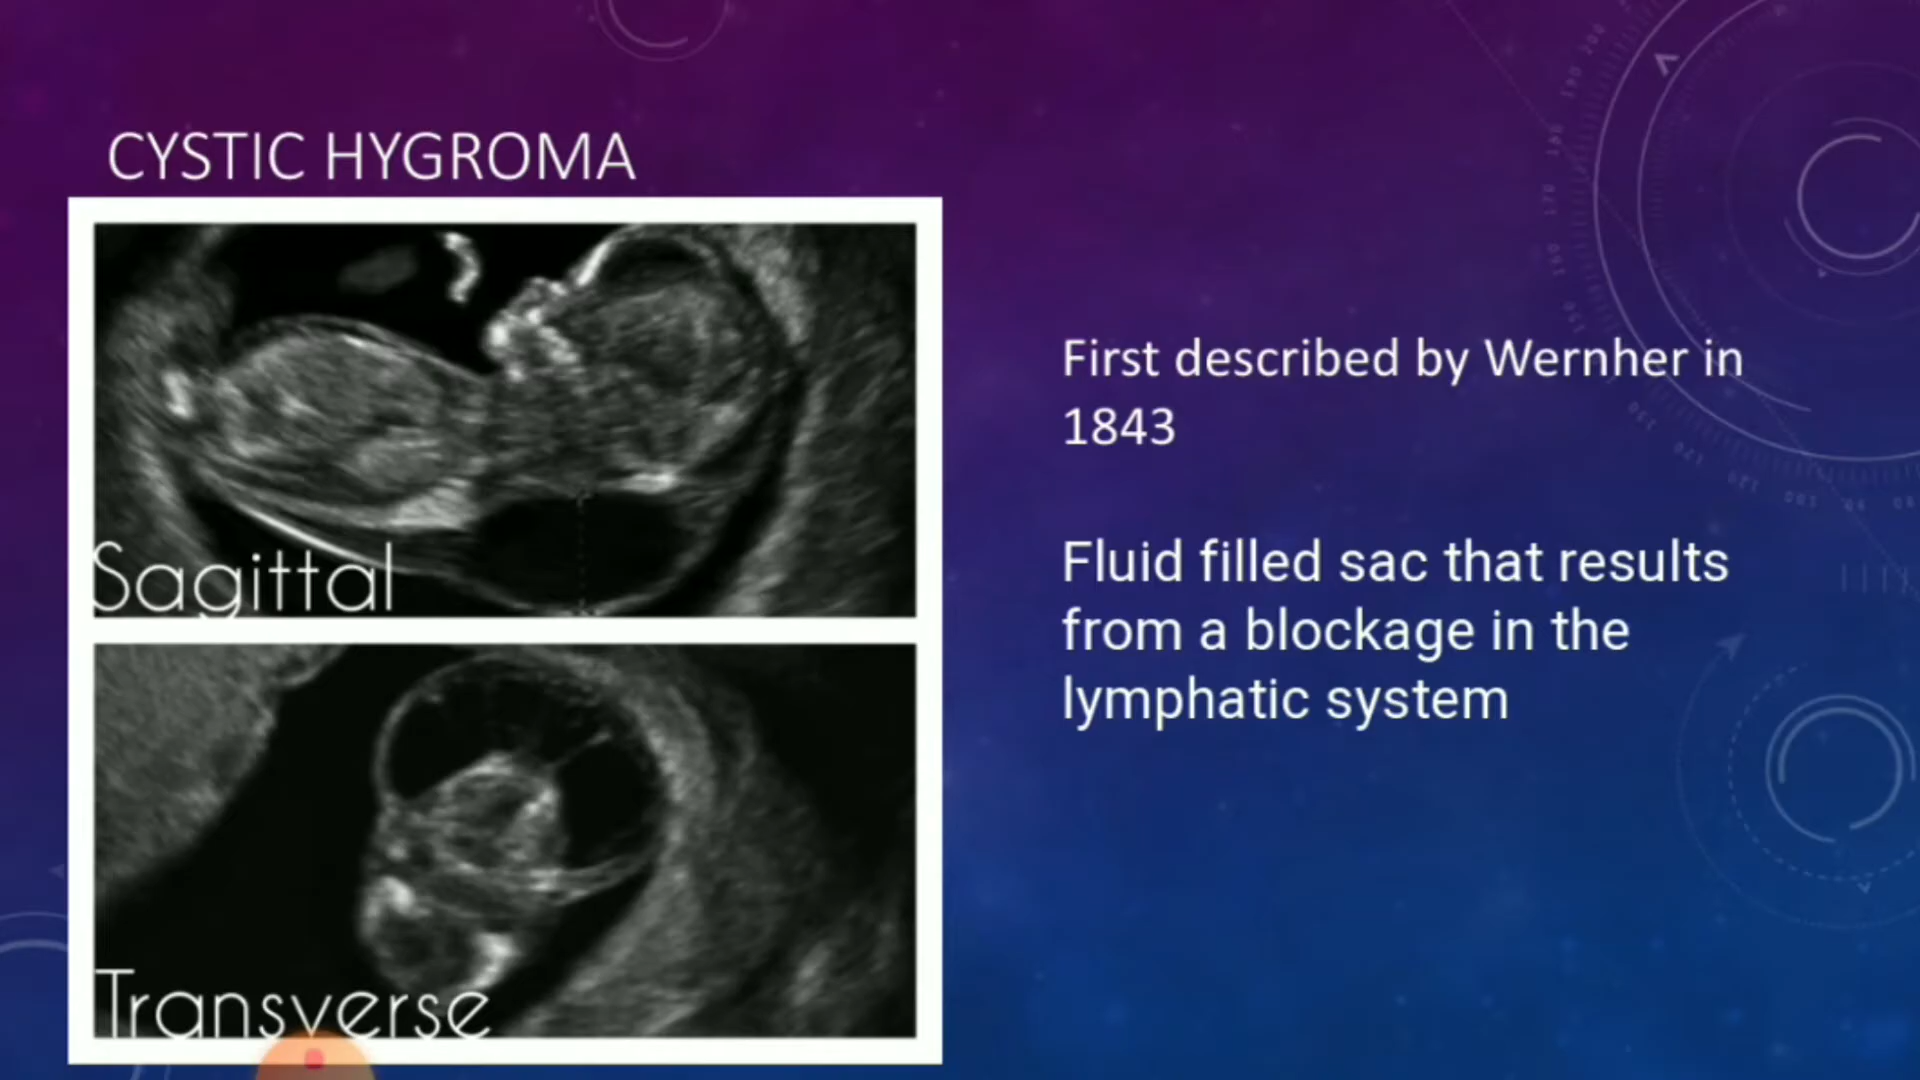 CYSTIC HYGROMA
Sagittal
Transverse
First described by Wernher in
1843
Fluid filled sac that results
from a blockage in the
lymphatic system